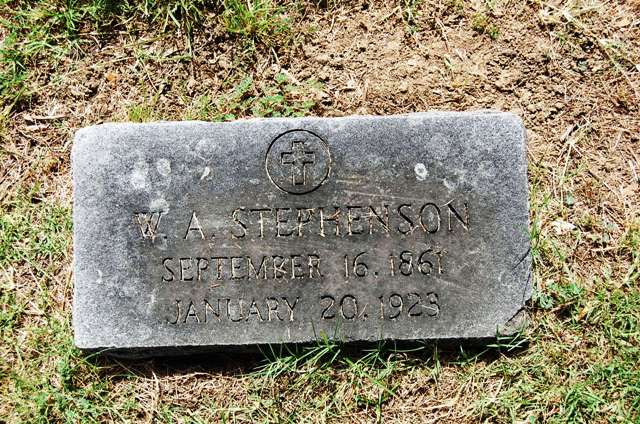 W. A. STEPHENSON
SEPTEMBER 16, 1861
JANUARY 20, 1923